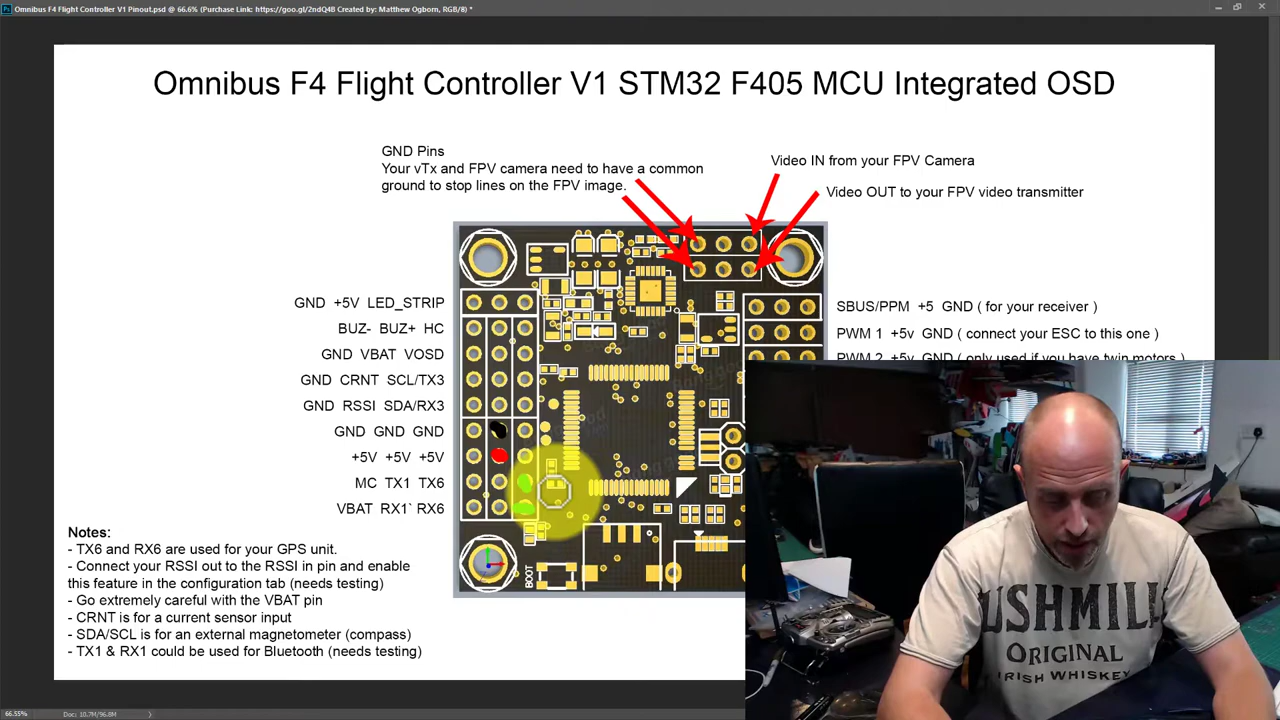 Omnibus F4 Flight Controller V1 Pinout.psd @ 66.6% (Purchase Link: https://goo.gl/2ndQ4B Created by: Matthew Ogborn, RGB/8) *
Omnibus F4 Flight Controller V1 STM32 F405 MCU Integrated OSD
GND Pins
Your vTx and FPV camera need to have a common
ground to stop lines on the FPV image.
Video IN from your FPV Camera
Video OUT to your FPV video transmitter
GND +5V LED_STRIP
BUZ- BUZ+ HC
GND VBAT VOSD
GND CRNT SCL/TX3
GND RSSI SDA/RX3
GND GND GND
+5V +5V +5V
MC TX1 TX6
VBAT RX1` RX6
SBUS/PPM +5 GND ( for your receiver )
PWM 1 +5v GND ( connect your ESC to this one )
PWM 2 +5v GND ( only used if you have twin motors )
BOOT
Notes:
- TX6 and RX6 are used for your GPS unit.
- Connect your RSSI out to the RSSI in pin and enable
this feature in the configuration tab (needs testing)
- Go extremely careful with the VBAT pin
- CRNT is for a current sensor input
- SDA/SCL is for an external magnetometer (compass)
- TX1 & RX1 could be used for Bluetooth (needs testing)
USHMILL
ORIGINAL
IRISH WHISKEY
66.55% Doc: 10.7M/96.8M